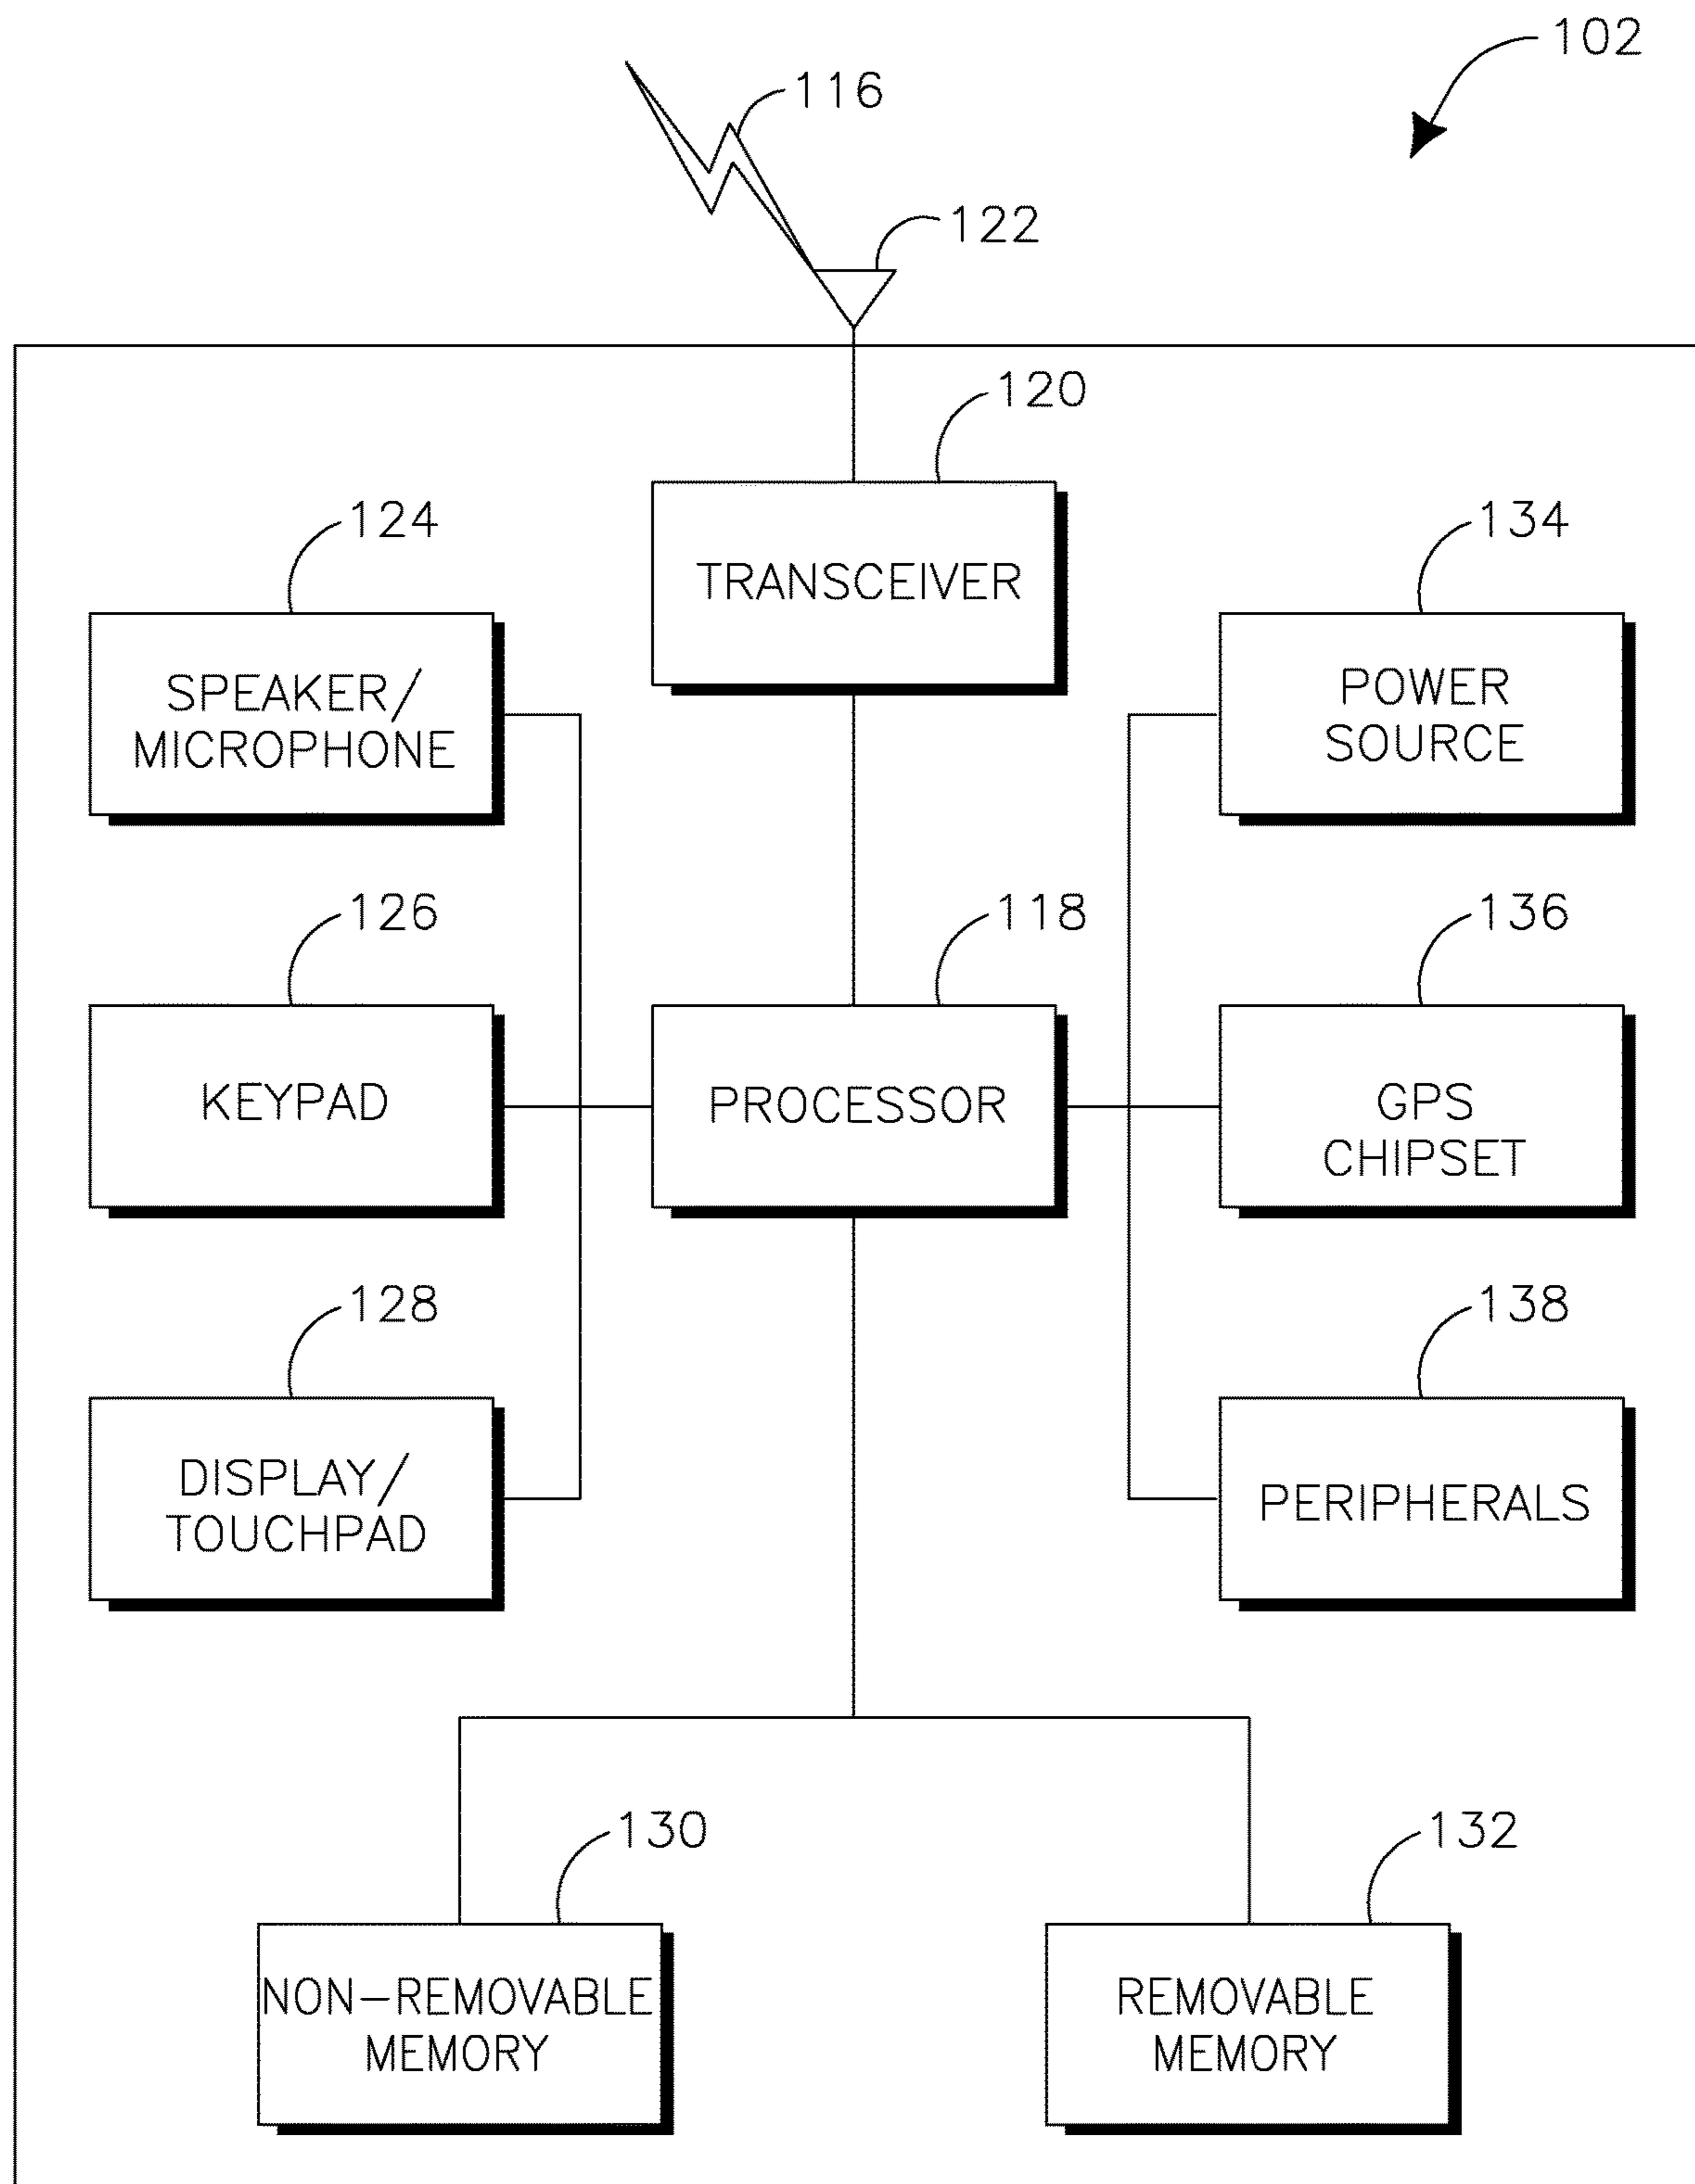 102
116
122
120
TRANSCEIVER
124
SPEAKER/
MICROPHONE
134
POWER
SOURCE
126
KEYPAD
118
PROCESSOR
136
GPS
CHIPSET
128
DISPLAY/
TOUCHPAD
138
PERIPHERALS
130
NON-REMOVABLE
MEMORY
132
REMOVABLE
MEMORY